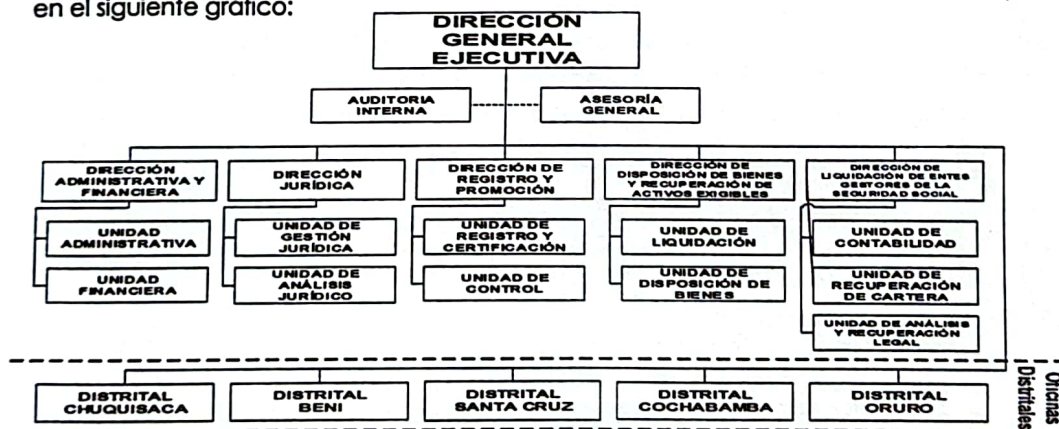 en el siguiente gráfico:
DIRECCIÓN
GENERAL
EJECUTIVA
AUDITORIA
INTERNA
ASESORÍA
GENERAL
DIRECCIÓN
ADMINISTRATIVA Y
FINANCIERA
DIRECCIÓN
JURÍDICA
DIRECCIÓN DE
REGISTRO Y
PROMOCIÓN
DIRECCIÓN DE
DISPOSICIÓN DE BIENES
Y RECUPERACIÓN DE
ACTIVOS EXIGIBLES
DIRECCIÓN DE
LIQUIDACIÓN DE ENTES
GESTORES DE LA
SEGURIDAD SOCIAL
UNIDAD
ADMINISTRATIVA
UNIDAD DE
GESTIÓN
JURÍDICA
UNIDAD DE
REGISTRO Y
CERTIFICACIÓN
UNIDAD DE
LIQUIDACIÓN
UNIDAD DE
CONTABILIDAD
UNIDAD
FINANCIERA
UNIDAD DE
ANÁLISIS
JURÍDICO
UNIDAD DE
CONTROL
UNIDAD DE
DISPOSICIÓN DE
BIENES
UNIDAD DE
RECUPERACIÓN
DE CARTERA
UNIDAD DE ANÁLISIS
Y RECUPERACIÓN
LEGAL
Oficinas
Distritales
DISTRITAL
CHUQUISACA
DISTRITAL
BENI
DISTRITAL
SANTA CRUZ
DISTRITAL
COCHABAMBA
DISTRITAL
ORURO